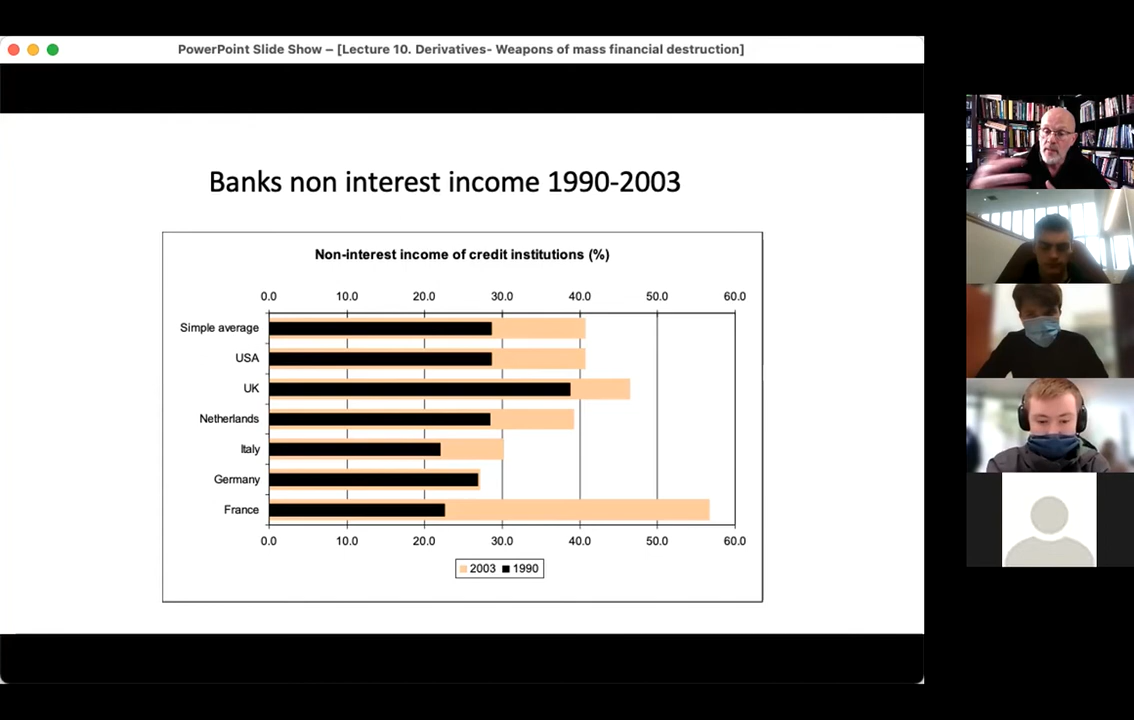 PowerPoint Slide Show – [Lecture 10. Derivatives- Weapons of mass financial destruction]
Banks non interest income 1990-2003
Non-interest income of credit institutions (%)
0.0 10.0 20.0 30.0 40.0 50.0 60.0
Simple average
USA
UK
Netherlands
Italy
Germany
France
0.0 10.0 20.0 30.0 40.0 50.0 60.0
2003 1990